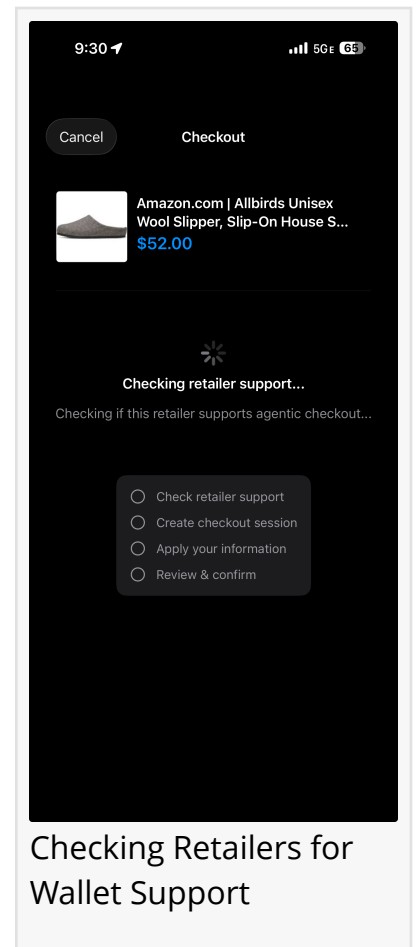 9:30
5GE 65
Cancel
Checkout
Amazon.com | Allbirds Unisex
Wool Slipper, Slip-On House S...
$52.00
Checking retailer support...
Checking if this retailer supports agentic checkout...
Check retailer support
Create checkout session
Apply your information
Review & confirm
Checking Retailers for
Wallet Support